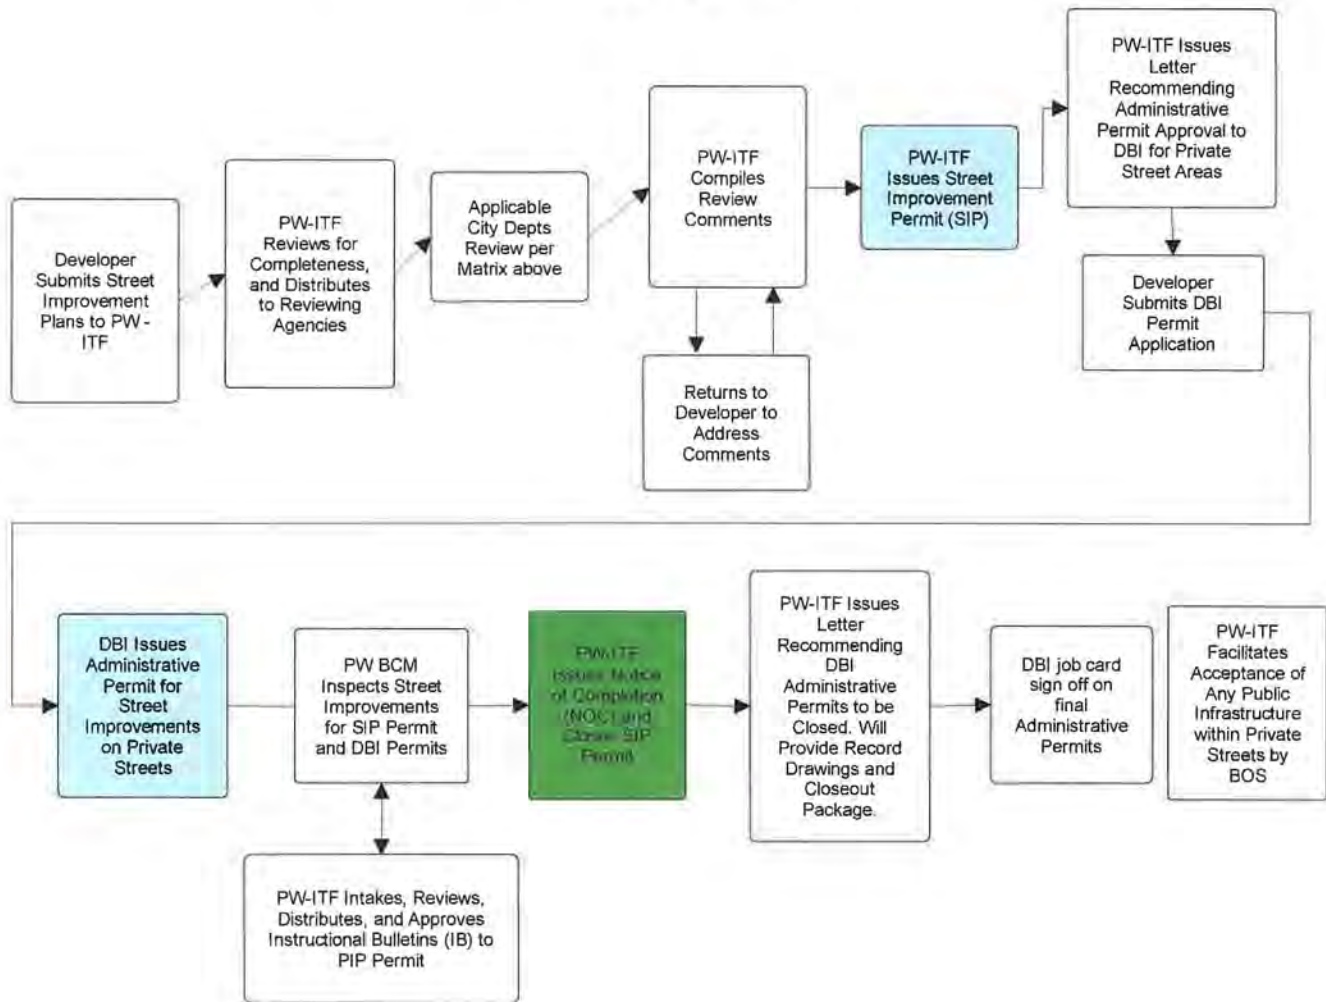 Developer
Submits Street
Improvement
Plans to PW -
ITF
PW-ITF
Reviews for
Completeness,
and Distributes
to Reviewing
Agencies
Applicable
City Depts
Review per
Matrix above
PW-ITF
Compiles
Review
Comments
Returns to
Developer to
Address
Comments
PW-ITF
Issues Street
Improvement
Permit (SIP)
PW-ITF Issues
Letter
Recommending
Administrative
Permit Approval to
DBI for Private
Street Areas
Developer
Submits DBI
Permit
Application
DBI Issues
Administrative
Permit for
Street
Improvements
on Private
Streets
PW BCM
Inspects Street
Improvements
for SIP Permit
and DBI Permits
PW-ITF Intakes, Reviews,
Distributes, and Approves
Instructional Bulletins (IB) to
PIP Permit
PW-ITF
Issues Notice
of Completion
(NOC) and
Closes SIP
Permit
PW-ITF Issues
Letter
Recommending
DBI
Administrative
Permits to be
Closed. Will
Provide Record
Drawings and
Closeout
Package.
DBI job card
sign off on
final
Administrative
Permits
PW-ITF
Facilitates
Acceptance of
Any Public
Infrastructure
within Private
Streets by
BOS